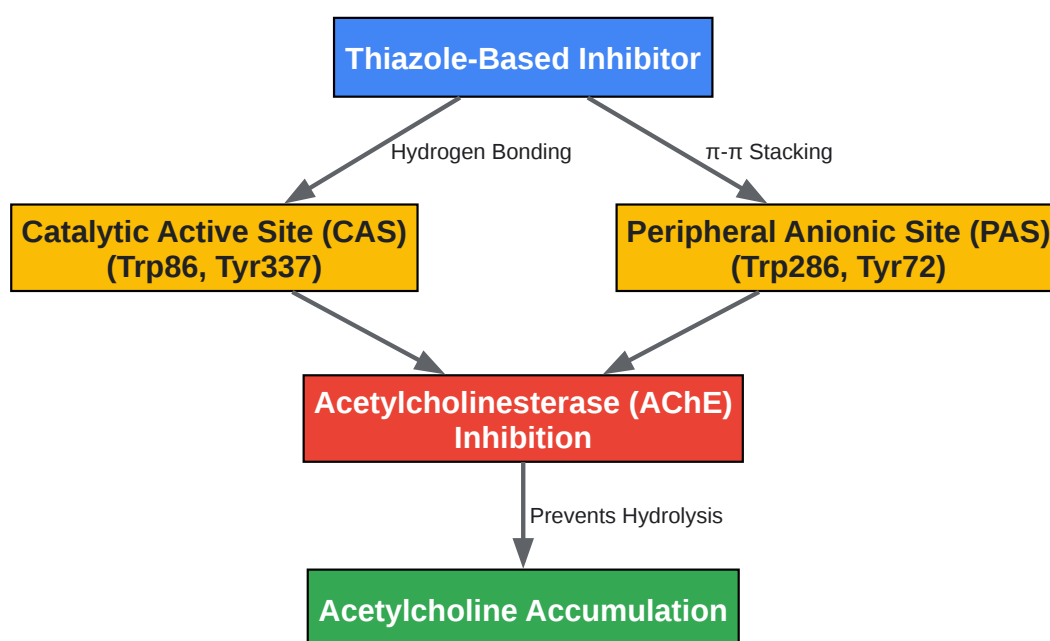 Thiazole-Based Inhibitor
Hydrogen Bonding
π-π Stacking
Catalytic Active Site (CAS)
(Trp86, Tyr337)
Peripheral Anionic Site (PAS)
(Trp286, Tyr72)
Acetylcholinesterase (AChE)
Inhibition
Prevents Hydrolysis
Acetylcholine Accumulation